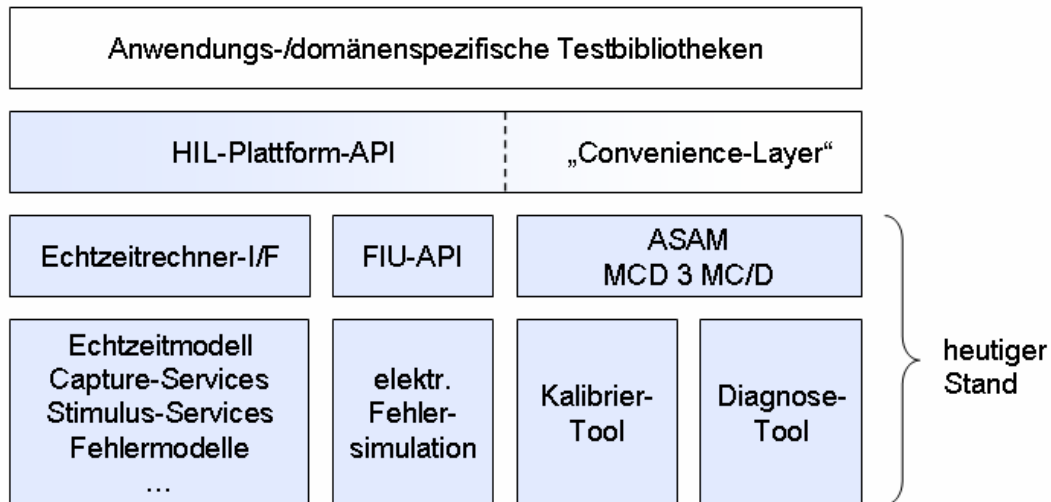 Anwendungs-/domänenspezifische Testbibliotheken
HIL-Plattform-API
„Convenience-Layer“
Echtzeitrechner-I/F
FIU-API
ASAM
MCD 3 MC/D
Echtzeitmodell
Capture-Services
Stimulus-Services
Fehlermodelle
...
elektr.
Fehler-
simulation
Kalibrier-
Tool
Diagnose-
Tool
heutiger
Stand